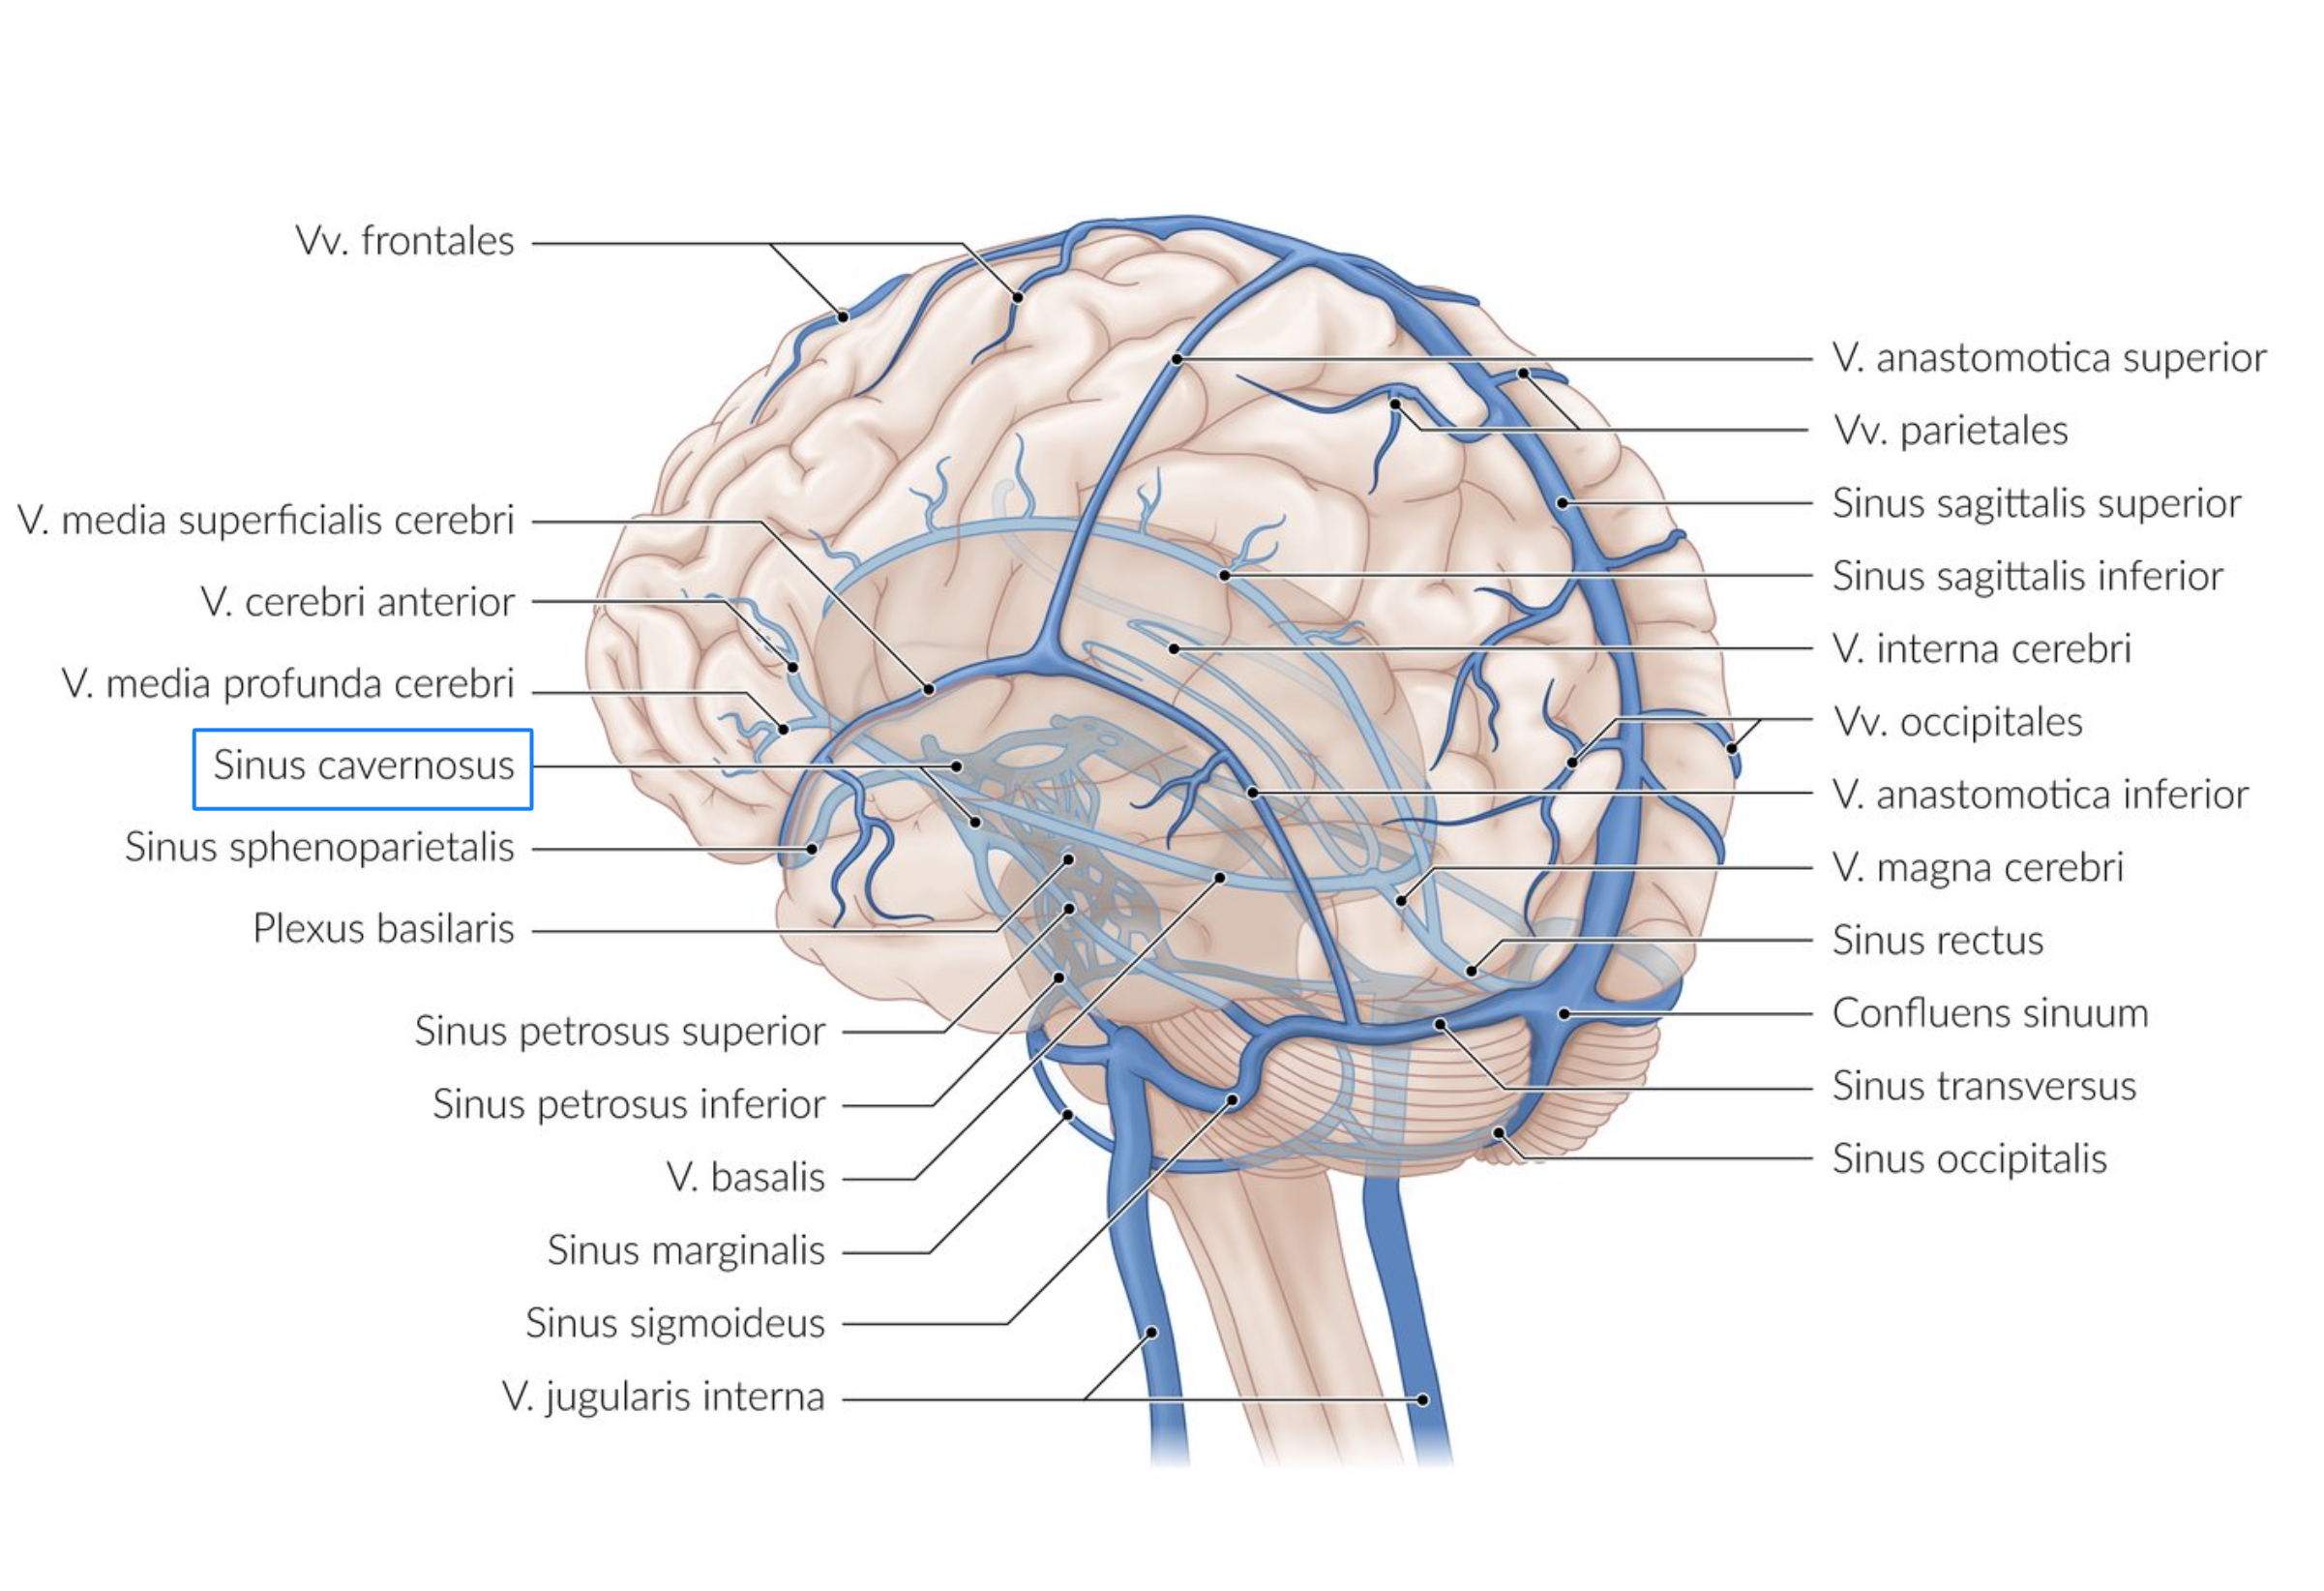 Vv. frontales
V. media superficialis cerebri
V. cerebri anterior
V. media profunda cerebri
Sinus cavernosus
Sinus sphenoparietalis
Plexus basilaris
Sinus petrosus superior
Sinus petrosus inferior
V. basalis
Sinus marginalis
Sinus sigmoideus
V. jugularis interna
V. anastomotica superior
Vv. parietales
Sinus sagittalis superior
Sinus sagittalis inferior
V. interna cerebri
Vv. occipitales
V. anastomotica inferior
V. magna cerebri
Sinus rectus
Confluens sinuum
Sinus transversus
Sinus occipitalis